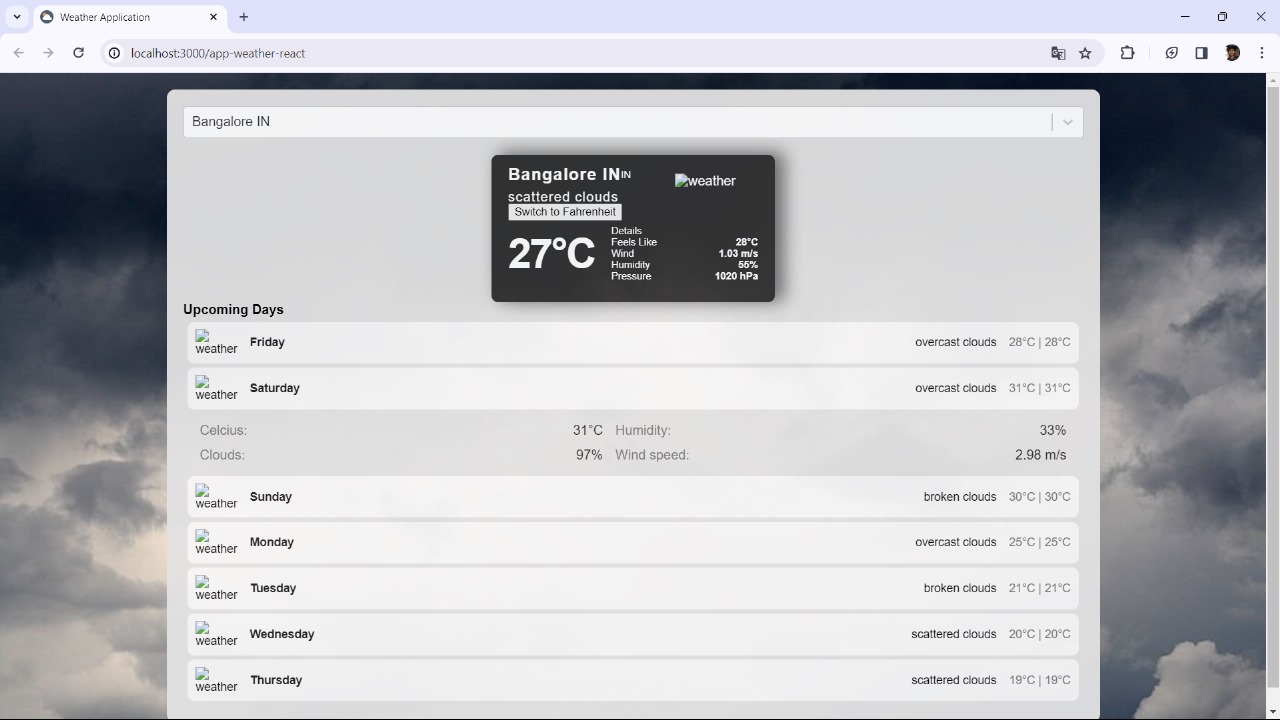 Weather Application
localhost:3000/app-weather-react
Bangalore IN
Bangalore ININ
weather
scattered clouds
Switch to Fahrenheit
27°C
Details
Feels Like 28°C
Wind 1.03 m/s
Humidity 55%
Pressure 1020 hPa
Upcoming Days
weather Friday overcast clouds 28°C | 28°C
weather Saturday overcast clouds 31°C | 31°C
Celcius: 31°C Humidity: 33%
Clouds: 97% Wind speed: 2.98 m/s
weather Sunday broken clouds 30°C | 30°C
weather Monday overcast clouds 25°C | 25°C
weather Tuesday broken clouds 21°C | 21°C
weather Wednesday scattered clouds 20°C | 20°C
weather Thursday scattered clouds 19°C | 19°C